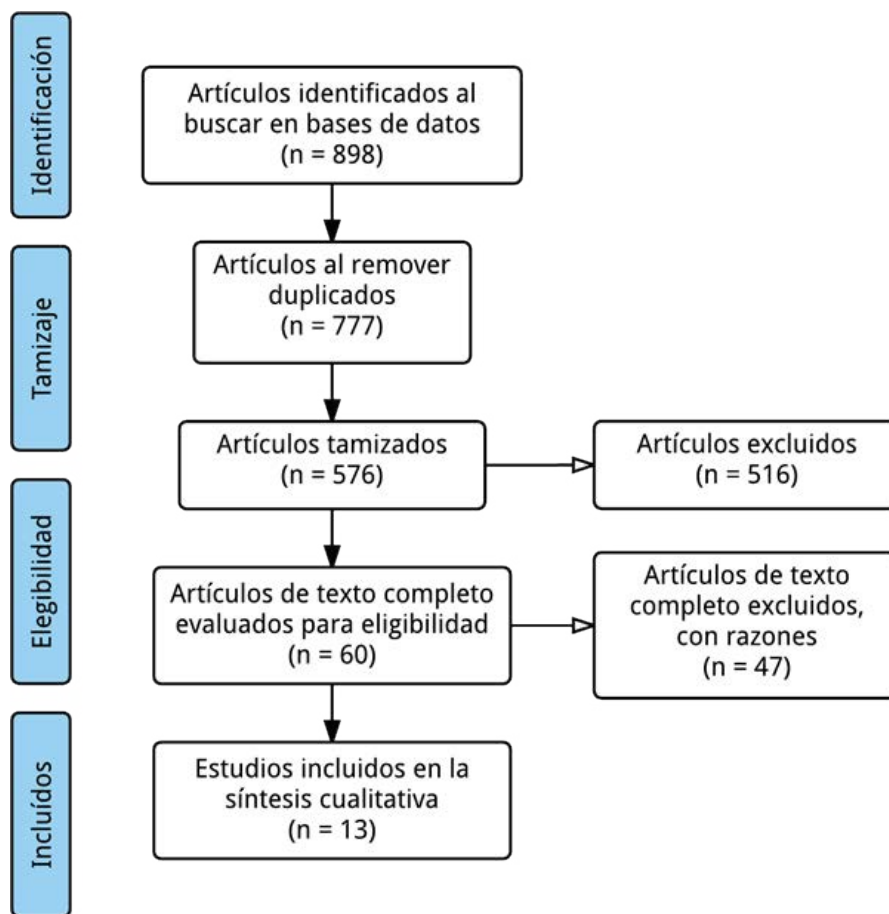 Identificación
Artículos identificados al
buscar en bases de datos
(n = 898)
Tamizaje
Artículos al remover
duplicados
(n = 777)
Artículos tamizados
(n = 576)
Artículos excluidos
(n = 516)
Elegibilidad
Artículos de texto completo
evaluados para eligibilidad
(n = 60)
Artículos de texto
completo excluidos,
con razones
(n = 47)
Incluídos
Estudios incluidos en la
síntesis cualitativa
(n = 13)